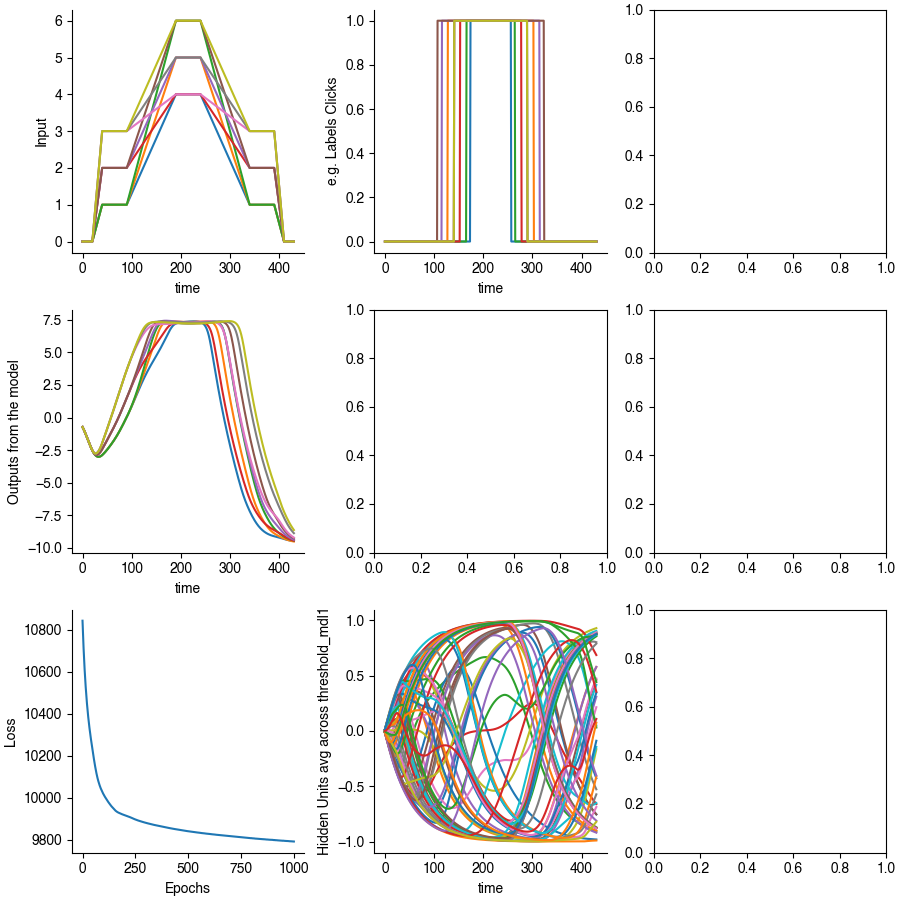 6
5
4
3
2
1
0
Input
0 100 200 300 400
time
1.0
0.8
0.6
0.4
0.2
0.0
e.g. Labels Clicks
0 100 200 300 400
time
1.0
0.8
0.6
0.4
0.2
0.0
0.0 0.2 0.4 0.6 0.8 1.0
7.5
5.0
2.5
0.0
−2.5
−5.0
−7.5
−10.0
Outputs from the model
0 100 200 300 400
time
1.0
0.8
0.6
0.4
0.2
0.0
0.0 0.2 0.4 0.6 0.8 1.0
1.0
0.8
0.6
0.4
0.2
0.0
0.0 0.2 0.4 0.6 0.8 1.0
10800
10600
10400
10200
10000
9800
Loss
0 250 500 750 1000
Epochs
1.0
0.5
0.0
−0.5
−1.0
Hidden Units avg across threshold_mdl1
0 100 200 300 400
time
1.0
0.8
0.6
0.4
0.2
0.0
0.0 0.2 0.4 0.6 0.8 1.0